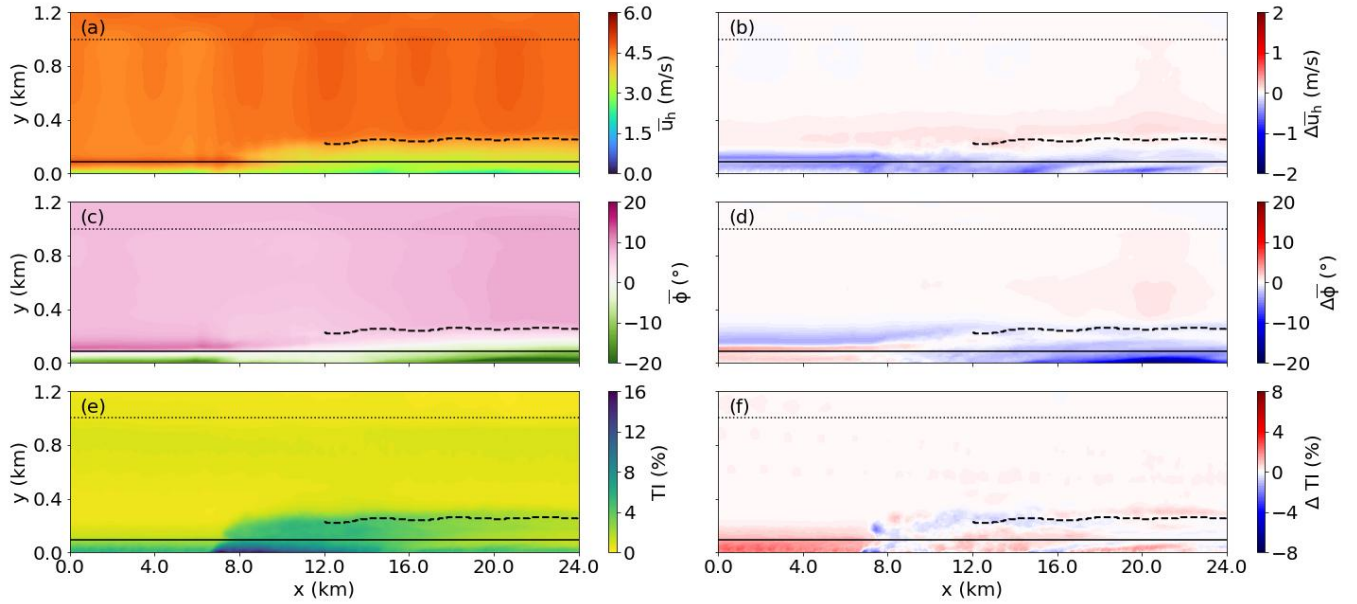 (a)
1.2
0.8
0.4
0.0
y (km)
6.0
4.5
3.0
1.5
0.0
u̅ₕ (m/s)
(b)
2
1
0
−1
−2
Δu̅ₕ (m/s)
(c)
1.2
0.8
0.4
0.0
y (km)
20
10
0
−10
−20
ϕ̅ (°)
(d)
20
10
0
−10
−20
Δϕ̅ (°)
(e)
1.2
0.8
0.4
0.0
y (km)
0.0 4.0 8.0 12.0 16.0 20.0 24.0
x (km)
16
12
8
4
0
TI (%)
(f)
0.0 4.0 8.0 12.0 16.0 20.0 24.0
x (km)
8
4
0
−4
−8
Δ TI (%)